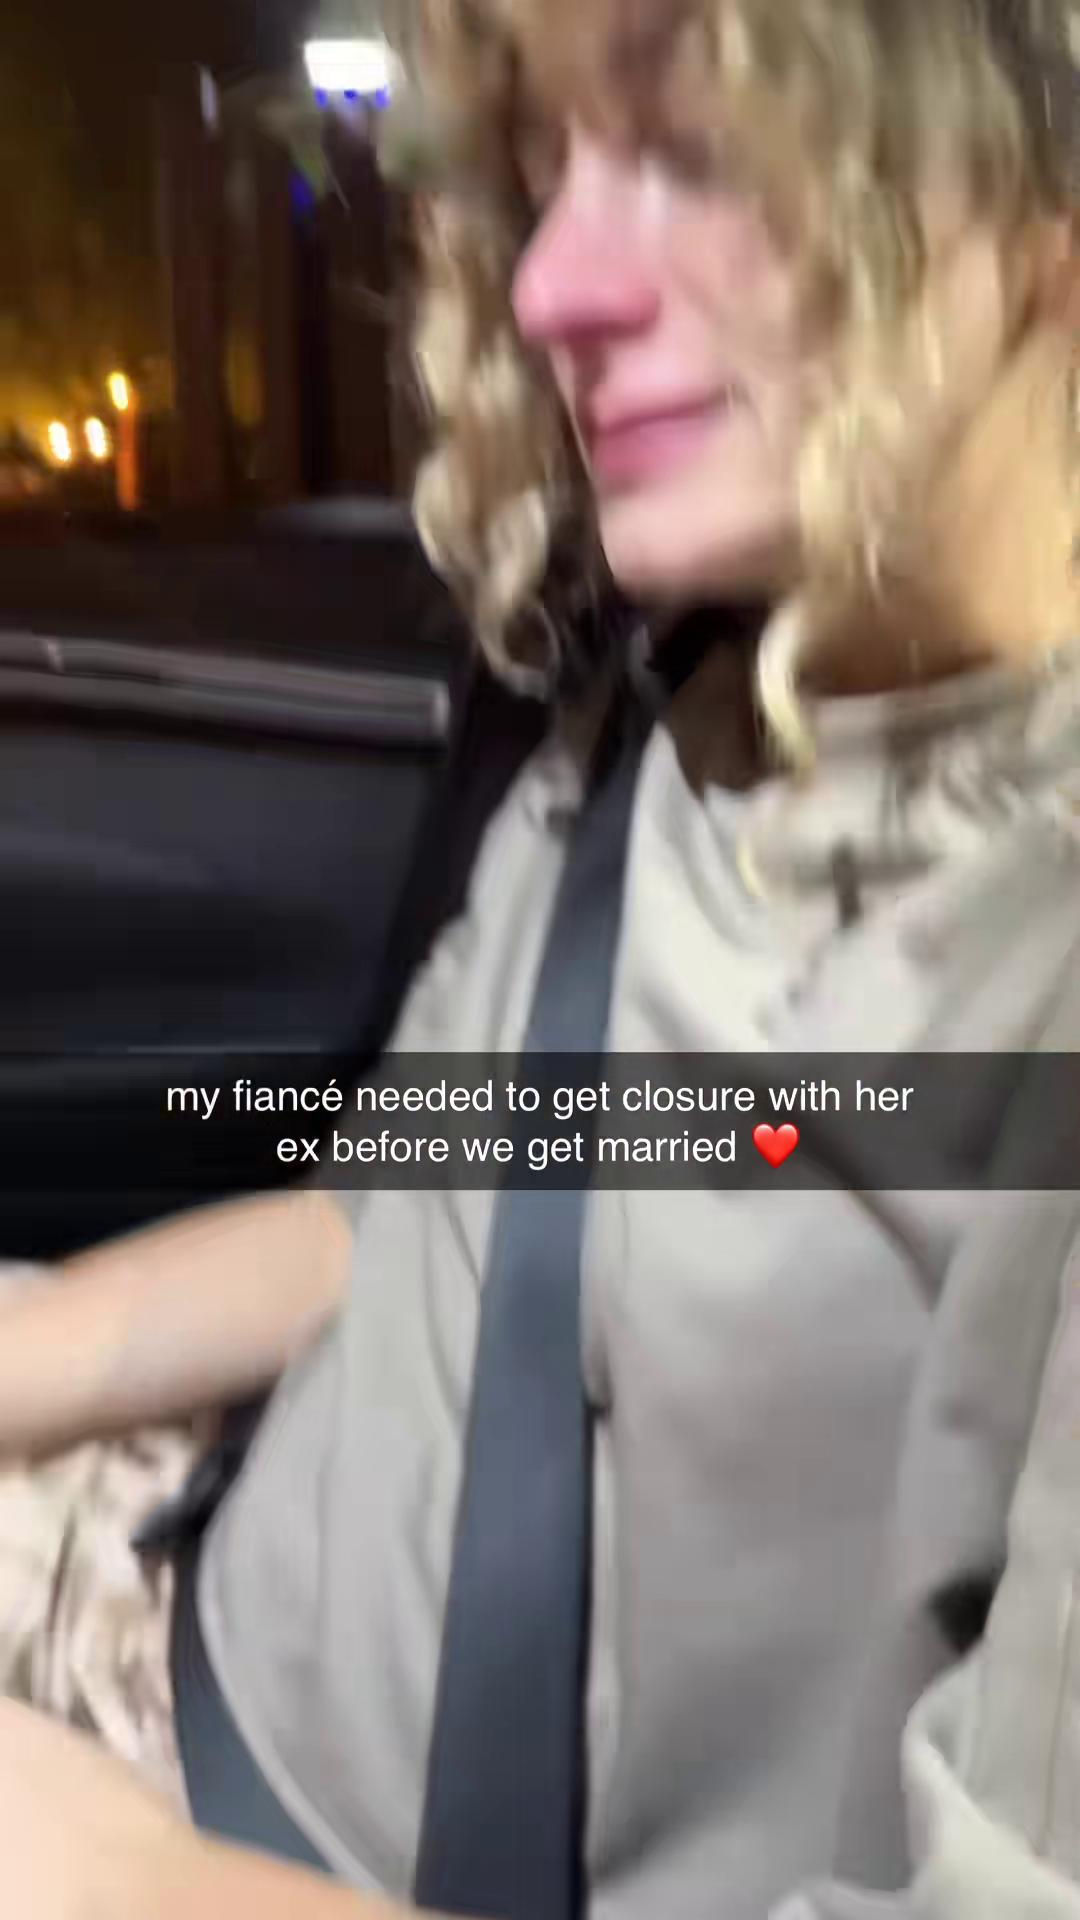 my fiancé needed to get closure with her
ex before we get married ❤️